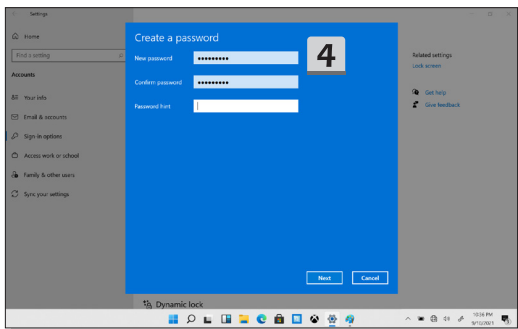 Settings
Home
Find a setting
Accounts
Your info
Email & accounts
Sign-in options
Access work or school
Family & other users
Sync your settings
Create a password
New password
Confirm password
Password hint
4
Next
Cancel
Dynamic lock
Related settings
Lock screen
Get help
Give feedback
10:36 PM